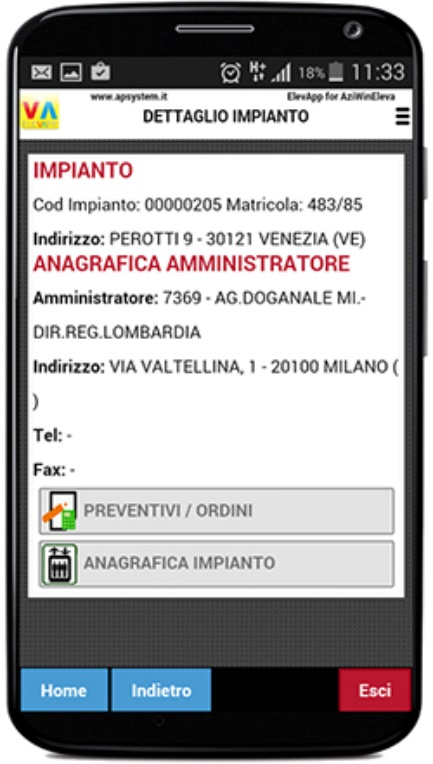 18% 11:33
www.apsystem.it
ElevApp for AziWinEleva
VA
DETTAGLIO IMPIANTO
IMPIANTO
Cod Impianto: 00000205 Matricola: 483/85
Indirizzo: PEROTTI 9 - 30121 VENEZIA (VE)
ANAGRAFICA AMMINISTRATORE
Amministratore: 7369 - AG.DOGANALE MI.-
DIR.REG.LOMBARDIA
Indirizzo: VIA VALTELLINA, 1 - 20100 MILANO (
)
Tel: -
Fax: -
PREVENTIVI / ORDINI
ANAGRAFICA IMPIANTO
Home
Indietro
Esci